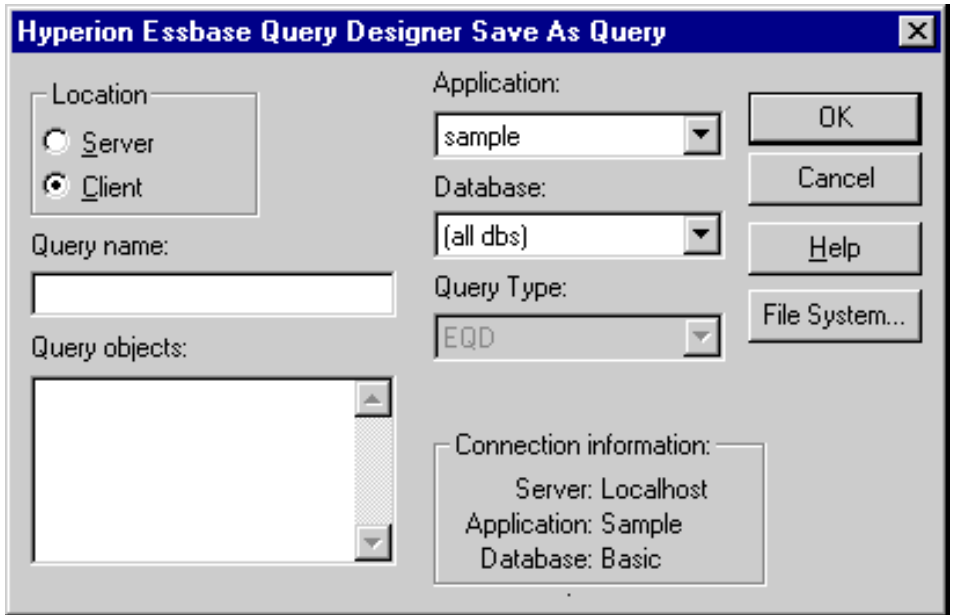 Hyperion Essbase Query Designer Save As Query
Location
Server
Client
Query name:
Query objects:
Application:
sample
Database:
(all dbs)
Query Type:
EQD
Connection information:
Server: Localhost
Application: Sample
Database: Basic
OK
Cancel
Help
File System...